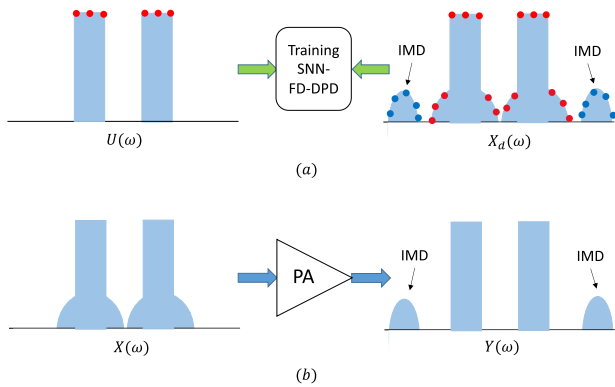 Training
SNN-
FD-DPD
IMD
IMD
U(ω)
X_d(ω)
(a)
PA
IMD
IMD
X(ω)
Y(ω)
(b)